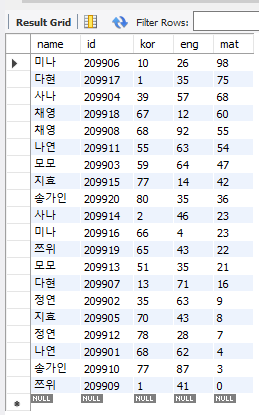 Result Grid Filter Rows:
name id kor eng mat
미나 209906 10 26 98
다현 209917 1 35 75
사나 209904 39 57 68
채영 209918 67 12 60
채영 209908 68 92 55
나연 209911 55 63 54
모모 209903 59 64 47
지효 209915 77 14 42
송가인 209920 80 35 36
사나 209914 2 46 23
미나 209916 66 4 23
쯔위 209919 65 43 22
모모 209913 51 35 21
다현 209907 13 71 16
정연 209902 35 63 9
지효 209905 70 43 8
정연 209912 78 28 7
나연 209901 68 62 4
송가인 209910 77 87 3
쯔위 209909 1 41 0
NULL NULL NULL NULL NULL